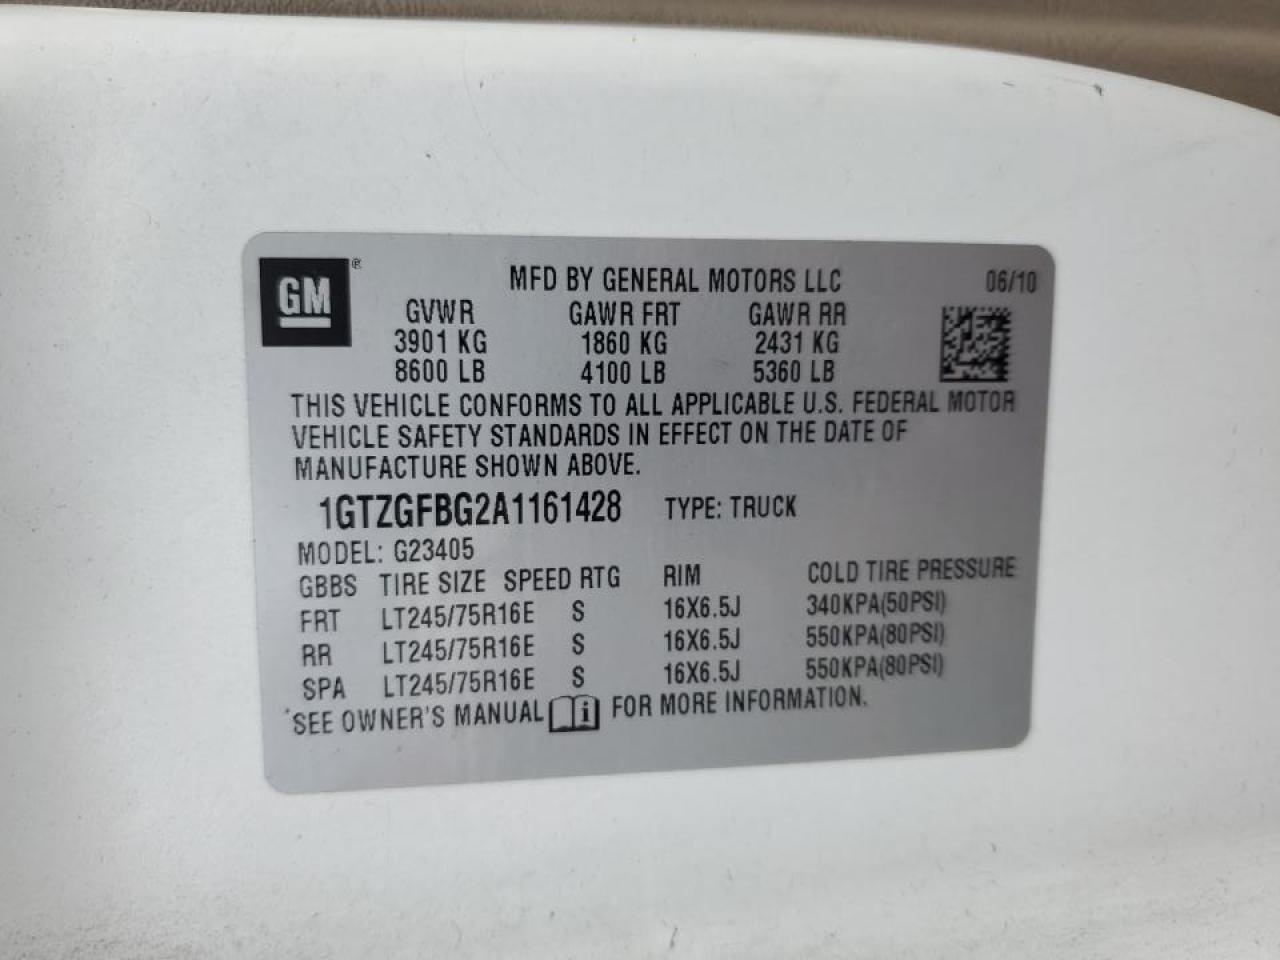 GM ®
MFD BY GENERAL MOTORS LLC 06/10
GVWR GAWR FRT GAWR RR
3901 KG 1860 KG 2431 KG
8600 LB 4100 LB 5360 LB
THIS VEHICLE CONFORMS TO ALL APPLICABLE U.S. FEDERAL MOTOR
VEHICLE SAFETY STANDARDS IN EFFECT ON THE DATE OF
MANUFACTURE SHOWN ABOVE.
1GTZGFBG2A1161428 TYPE: TRUCK
MODEL: G23405
GBBS TIRE SIZE SPEED RTG RIM COLD TIRE PRESSURE
FRT LT245/75R16E S 16X6.5J 340KPA(50PSI)
RR LT245/75R16E S 16X6.5J 550KPA(80PSI)
SPA LT245/75R16E S 16X6.5J 550KPA(80PSI)
*SEE OWNER'S MANUAL i FOR MORE INFORMATION.